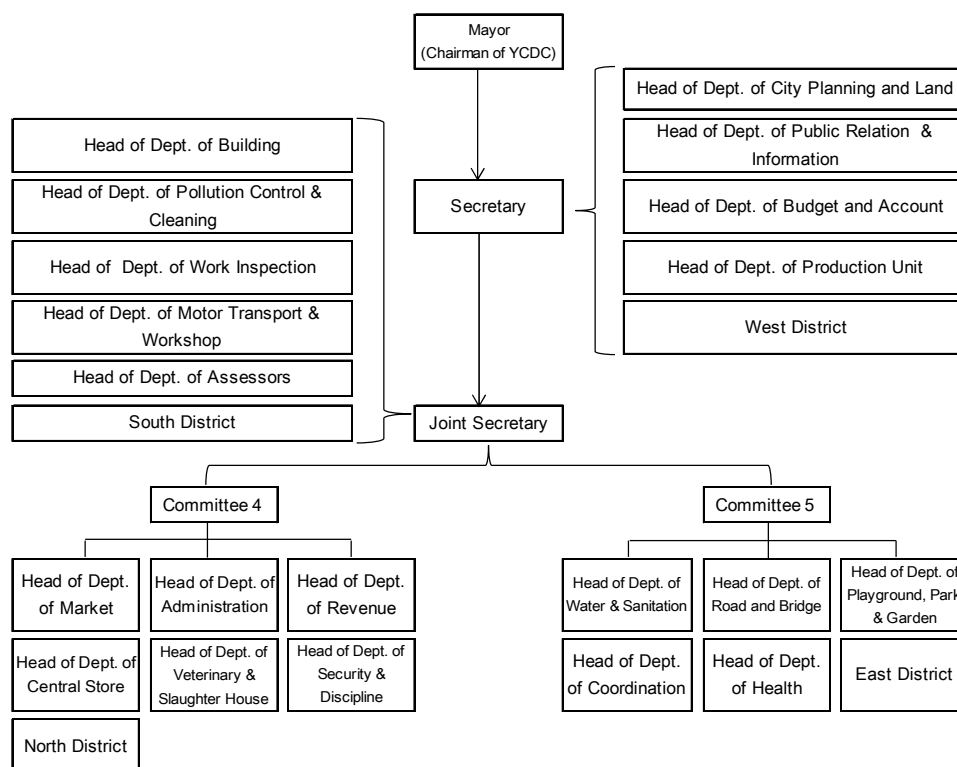 Mayor
(Chairman of YCDC)
Head of Dept. of City Planning and Land
Head of Dept. of Building
Head of Dept. of Public Relation &
Information
Head of Dept. of Pollution Control &
Cleaning
Secretary
Head of Dept. of Budget and Account
Head of Dept. of Work Inspection
Head of Dept. of Production Unit
Head of Dept. of Motor Transport &
Workshop
West District
Head of Dept. of Assessors
South District
Joint Secretary
Committee 4
Committee 5
Head of Dept.
of Market
Head of Dept. of
Administration
Head of Dept.
of Revenue
Head of Dept. of
Water & Sanitation
Head of Dept. of
Road and Bridge
Head of Dept. of
Playground, Park
& Garden
Head of Dept. of
Central Store
Head of Dept. of
Veterinary &
Slaughter House
Head of Dept. of
Security &
Discipline
Head of Dept.
of Coordination
Head of Dept.
of Health
East District
North District